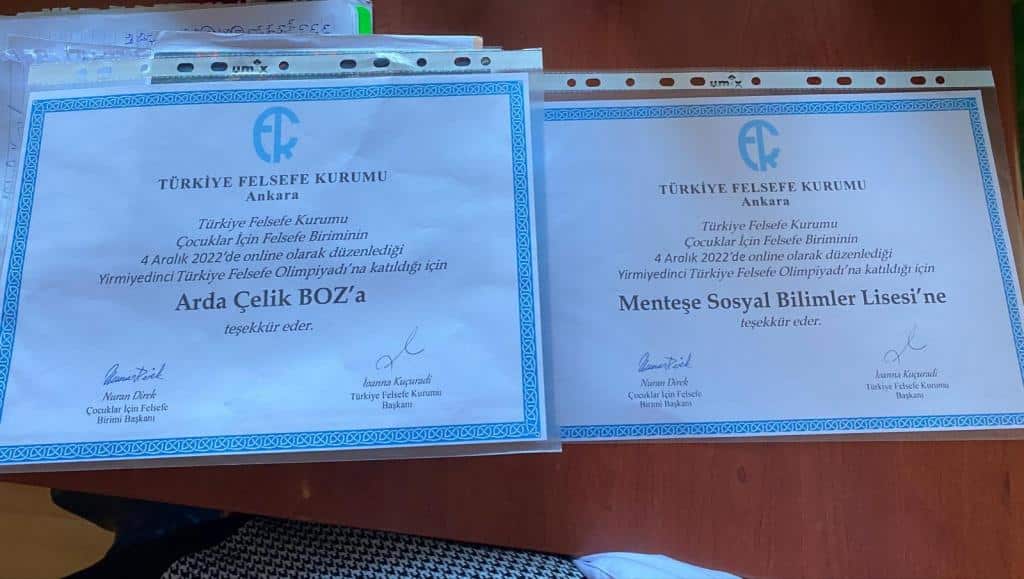 umix
TÜRKİYE FELSEFE KURUMU
Ankara
Türkiye Felsefe Kurumu
Çocuklar İçin Felsefe Biriminin
4 Aralık 2022'de online olarak düzenlediği
Yirmiyedinci Türkiye Felsefe Olimpiyadı'na katıldığı için
Arda Çelik BOZ'a
teşekkür eder.
Nuran Direk
Çocuklar İçin Felsefe
Birimi Başkanı
Ioanna Kuçuradi
Türkiye Felsefe Kurumu
Başkanı
umix
TÜRKİYE FELSEFE KURUMU
Ankara
Türkiye Felsefe Kurumu
Çocuklar İçin Felsefe Biriminin
4 Aralık 2022'de online olarak düzenlediği
Yirmiyedinci Türkiye Felsefe Olimpiyadı'na katıldığı için
Menteşe Sosyal Bilimler Lisesi'ne
teşekkür eder.
Nuran Direk
Çocuklar İçin Felsefe
Birimi Başkanı
Ioanna Kuçuradi
Türkiye Felsefe Kurumu
Başkanı